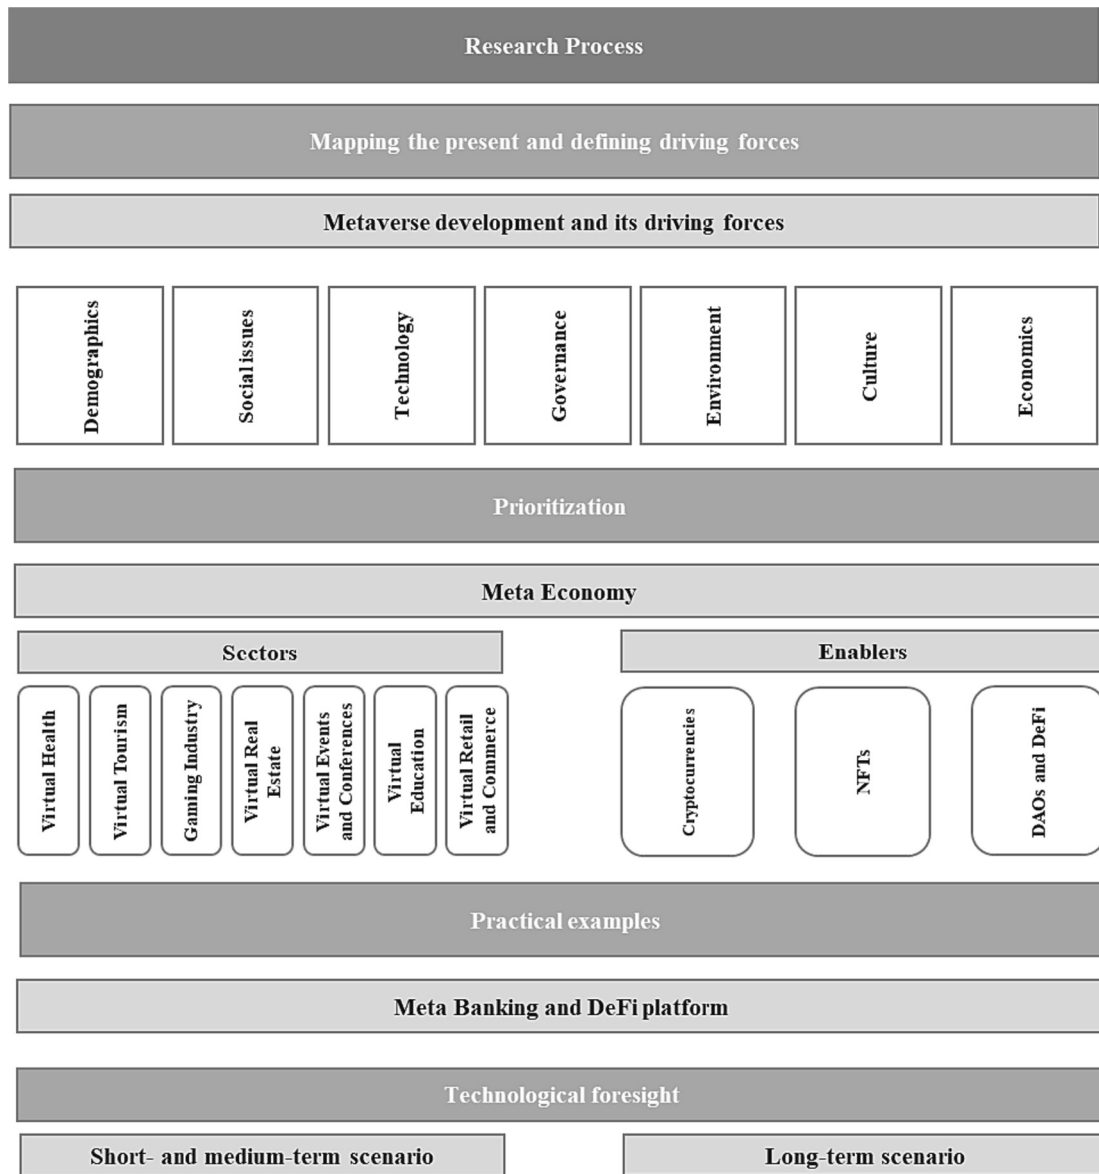 Research Process
Mapping the present and defining driving forces
Metaverse development and its driving forces
Demographics
Social issues
Technology
Governance
Environment
Culture
Economics
Prioritization
Meta Economy
Sectors
Enablers
Virtual Health
Virtual Tourism
Gaming Industry
Virtual Real
Estate
Virtual Events
and Conferences
Virtual
Education
Virtual Retail
and Commerce
Cryptocurrencies
NFTs
DAOs and DeFi
Practical examples
Meta Banking and DeFi platform
Technological foresight
Short- and medium-term scenario
Long-term scenario